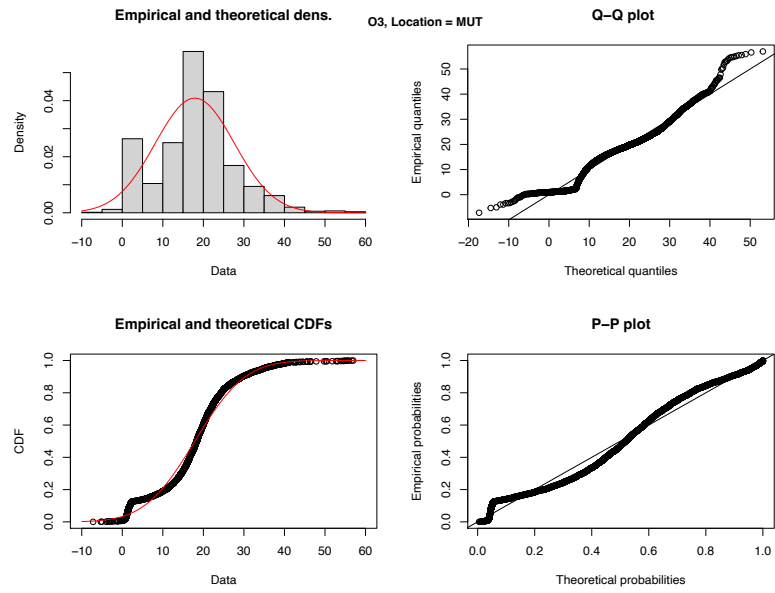 Empirical and theoretical dens.
O3, Location = MUT
Q−Q plot
Density
0.00
0.02
0.04
−10 0 10 20 30 40 50 60
Data
Empirical quantiles
0 10 20 30 40 50
−20 −10 0 10 20 30 40 50
Theoretical quantiles
Empirical and theoretical CDFs
P−P plot
CDF
0.0 0.2 0.4 0.6 0.8 1.0
−10 0 10 20 30 40 50 60
Data
Empirical probabilities
0.0 0.2 0.4 0.6 0.8 1.0
0.0 0.2 0.4 0.6 0.8 1.0
Theoretical probabilities